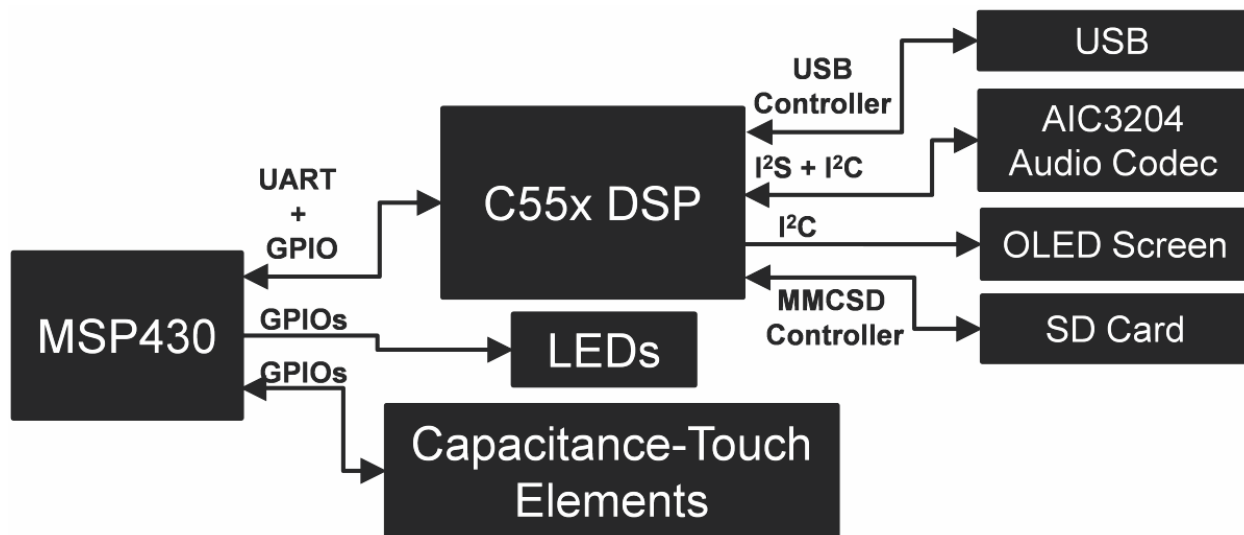 USB
USB
Controller
AIC3204
Audio Codec
I²S + I²C
C55x DSP
UART
+
GPIO
I²C
OLED Screen
MSP430
MMCSD
Controller
SD Card
GPIOs
LEDs
GPIOs
Capacitance-Touch
Elements